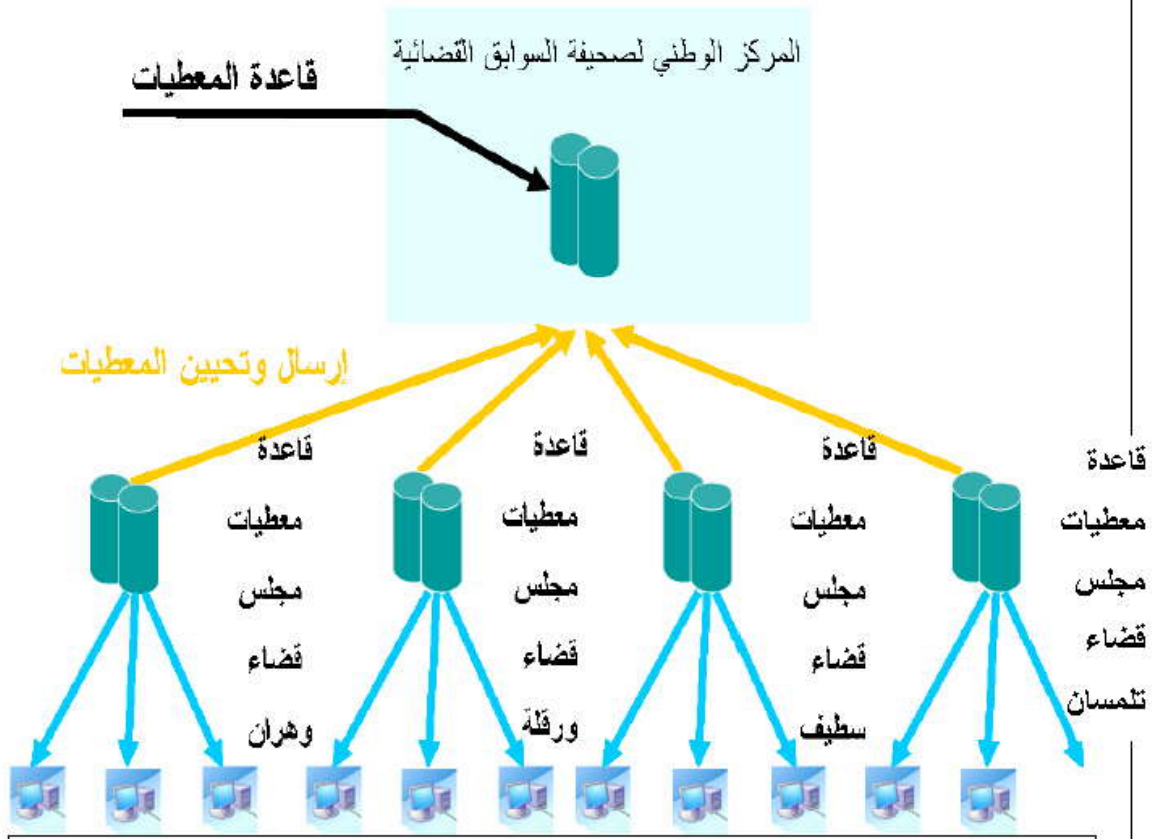 المركز الوطني لصحيفة السوابق القضائية
قاعدة المعطيات
إرسال وتحيين المعطيات
قاعدة
معطيات
مجلس
قضاء
تلمسان
قاعدة
معطيات
مجلس
قضاء
سطيف
قاعدة
معطيات
مجلس
قضاء
ورقلة
قاعدة
معطيات
مجلس
قضاء
وهران